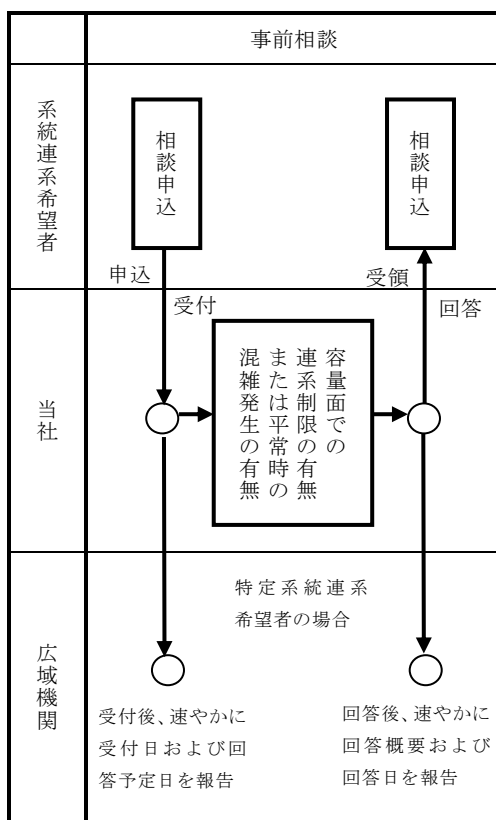 事前相談
系統連系希望者
相談申込
相談申込
申込
受領
受付
回答
当社
容量面での
連系制限の有無
または平常時の
混雑発生の有無
特定系統連系
希望者の場合
広域機関
受付後、速やかに
受付日および回
答予定日を報告
回答後、速やかに
回答概要および
回答日を報告